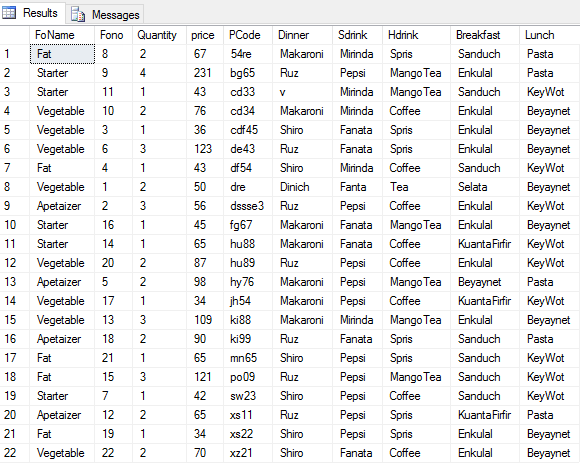 Results Messages
FoName Fono Quantity price PCode Dinner Sdrink Hdrink Breakfast Lunch
1 Fat 8 2 67 54re Makaroni Mirinda Spris Sanduch Pasta
2 Starter 9 4 231 bg65 Ruz Pepsi MangoTea Enkulal Pasta
3 Starter 11 1 43 cd33 v Mirinda MangoTea Sanduch KeyWot
4 Vegetable 10 2 76 cd34 Makaroni Mirinda Coffee Enkulal Beyaynet
5 Vegetable 3 1 36 cdf45 Shiro Fanata Spris Enkulal Beyaynet
6 Vegetable 6 3 123 de43 Ruz Fanata Spris Enkulal Beyaynet
7 Fat 4 1 43 df54 Shiro Mirinda Coffee Sanduch KeyWot
8 Vegetable 1 2 50 dre Dinich Fanta Tea Selata Beyaynet
9 Apetaizer 2 3 56 dssse3 Ruz Pepsi Coffee Enkulal KeyWot
10 Starter 16 1 45 fg67 Makaroni Fanata MangoTea Enkulal Beyaynet
11 Starter 14 1 65 hu88 Makaroni Fanata Coffee KuantaFirfir KeyWot
12 Vegetable 20 2 87 hu89 Ruz Pepsi Coffee Enkulal KeyWot
13 Apetaizer 5 2 98 hy76 Makaroni Pepsi MangoTea Beyaynet Pasta
14 Vegetable 17 1 34 jh54 Makaroni Pepsi Coffee KuantaFirfir KeyWot
15 Vegetable 13 3 109 ki88 Makaroni Mirinda MangoTea Enkulal Beyaynet
16 Apetaizer 18 2 90 ki99 Ruz Fanata Spris Sanduch Pasta
17 Fat 21 1 65 mn65 Shiro Pepsi Spris Sanduch KeyWot
18 Fat 15 3 121 po09 Ruz Pepsi MangoTea Sanduch KeyWot
19 Starter 7 1 42 sw23 Shiro Pepsi Coffee Sanduch KeyWot
20 Apetaizer 12 2 65 xs11 Ruz Pepsi Spris KuantaFirfir Pasta
21 Fat 19 1 34 xs22 Shiro Pepsi Spris Enkulal Beyaynet
22 Vegetable 22 2 70 xz21 Shiro Fanata Coffee Enkulal Beyaynet